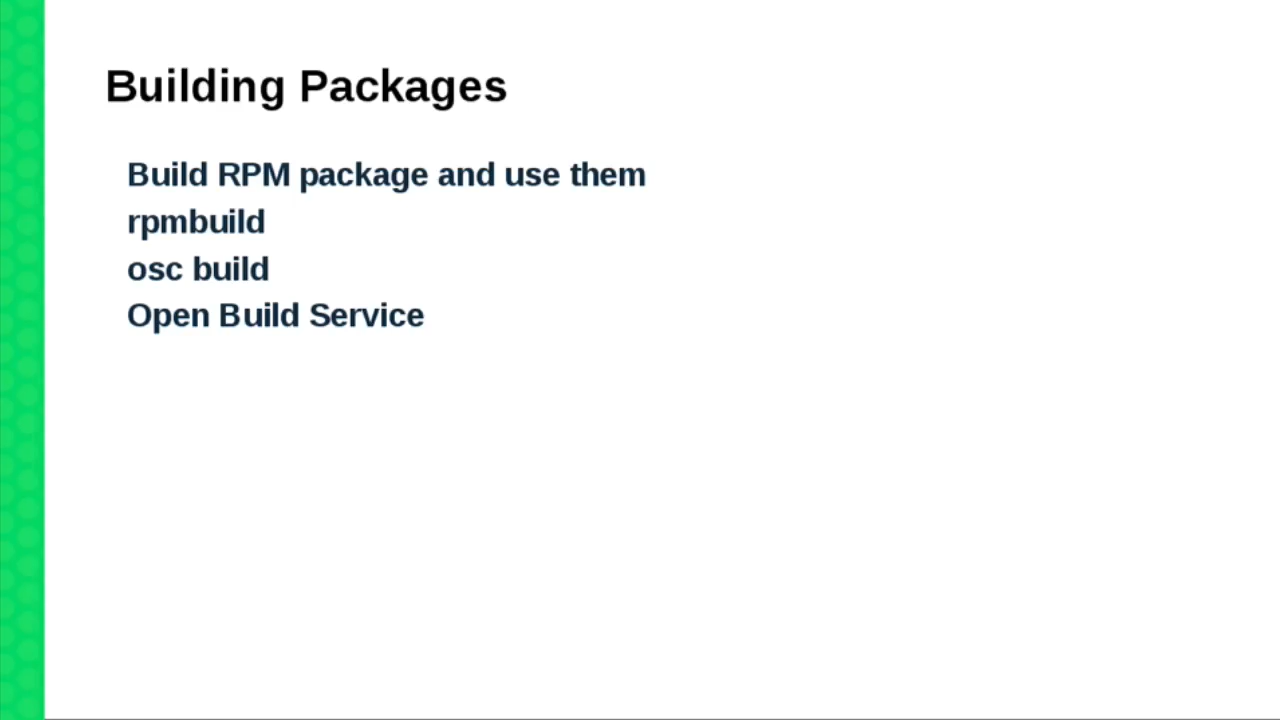 Building Packages
Build RPM package and use them
rpmbuild
osc build
Open Build Service